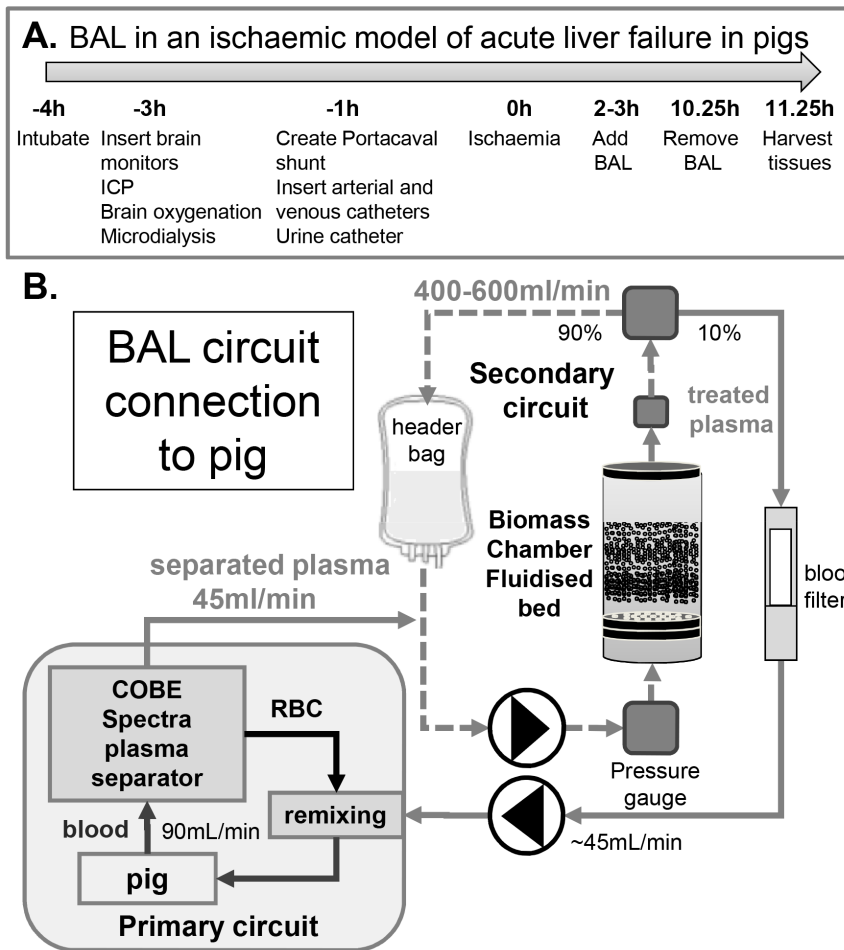 A. BAL in an ischaemic model of acute liver failure in pigs
-4h -3h -1h 0h 2-3h 10.25h 11.25h
Intubate Insert brain Create Portacaval Ischaemia Add Remove Harvest
monitors shunt BAL BAL tissues
ICP Insert arterial and
Brain oxygenation venous catheters
Microdialysis Urine catheter
B.
400-600ml/min
90% 10%
BAL circuit
connection
to pig
Secondary
circuit
treated
plasma
header
bag
Biomass
Chamber
Fluidised
bed
bloo
filter
separated plasma
45ml/min
COBE
Spectra
plasma
separator
RBC
Pressure
gauge
remixing
blood 90mL/min
~45mL/min
pig
Primary circuit